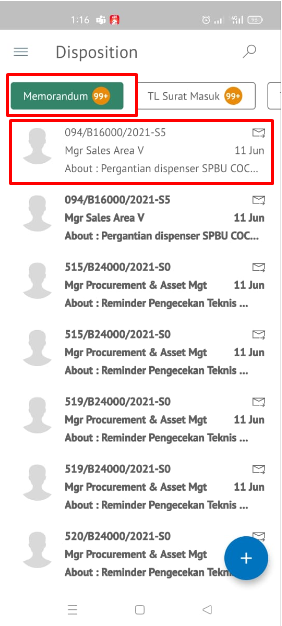 1:16
Disposition
Memorandum 99+
TL Surat Masuk 99+
094/B16000/2021-S5
Mgr Sales Area V 11 Jun
About : Pergantian dispenser SPBU COC...
094/B16000/2021-S5
Mgr Sales Area V 11 Jun
About : Pergantian dispenser SPBU COC...
515/B24000/2021-S0
Mgr Procurement & Asset Mgt 11 Jun
About : Reminder Pengecekan Teknis ...
515/B24000/2021-S0
Mgr Procurement & Asset Mgt 11 Jun
About : Reminder Pengecekan Teknis ...
519/B24000/2021-S0
Mgr Procurement & Asset Mgt 11 Jun
About : Reminder Pengecekan Teknis ...
519/B24000/2021-S0
Mgr Procurement & Asset Mgt 11 Jun
About : Reminder Pengecekan Teknis ...
520/B24000/2021-S0
Mgr Procurement & Asset Mgt
About : Reminder Pengecekan